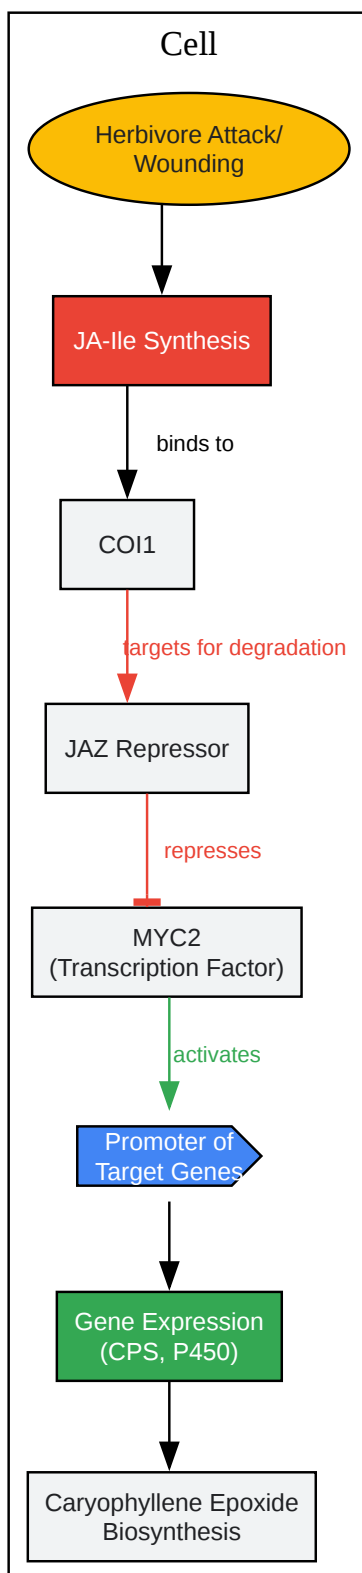 Cell
Herbivore Attack/
Wounding
JA-Ile Synthesis
binds to
COI1
targets for degradation
JAZ Repressor
represses
MYC2
(Transcription Factor)
activates
Promoter of
Target Genes
Gene Expression
(CPS, P450)
Caryophyllene Epoxide
Biosynthesis